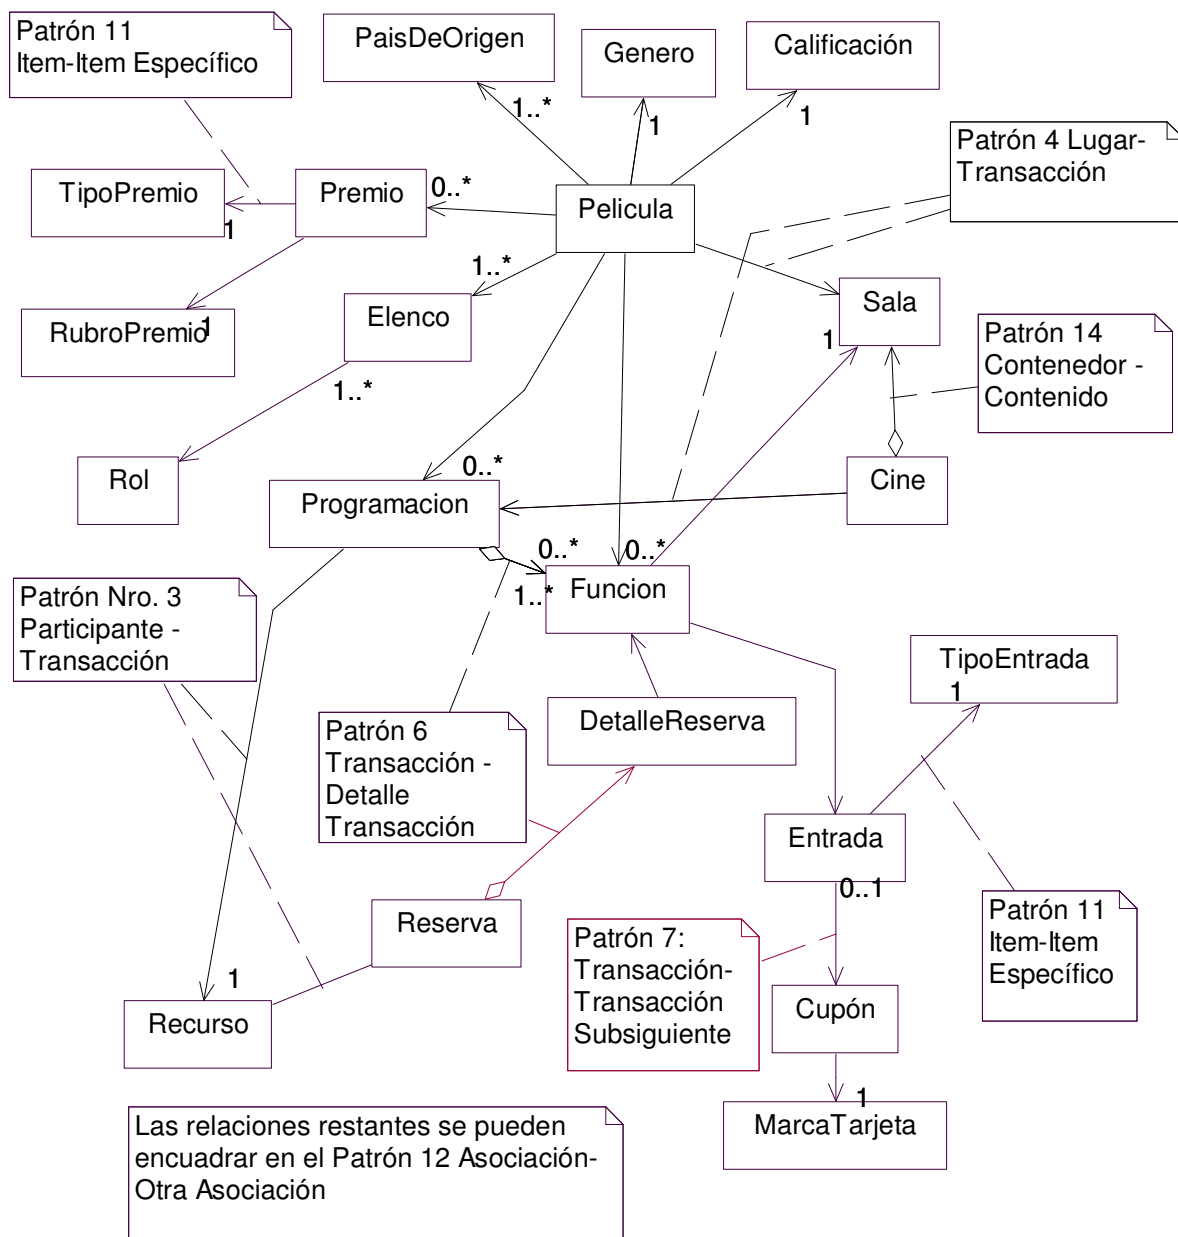 Patrón 11
Item-Item Específico
PaisDeOrigen
Genero
Calificación
1..*
1
1
Patrón 4 Lugar-
Transacción
TipoPremio
1
Premio
0..*
Pelicula
1..*
Elenco
RubroPremio
1
Sala
1
Patrón 14
Contenedor -
Contenido
1..*
Rol
0..*
Programacion
Cine
0..*
0..*
1..*
Funcion
Patrón Nro. 3
Participante -
Transacción
TipoEntrada
1
DetalleReserva
Patrón 6
Transacción -
Detalle
Transacción
Entrada
0..1
Reserva
Patrón 7:
Transacción-
Transacción
Subsiguiente
Patrón 11
Item-Item
Específico
1
Recurso
Cupón
1
MarcaTarjeta
Las relaciones restantes se pueden
encuadrar en el Patrón 12 Asociación-
Otra Asociación